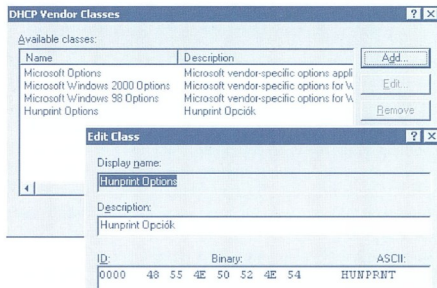 DHCP Vendor Classes
Available classes:
Name Description
Microsoft Options Microsoft vendor-specific options appli
Microsoft Windows 2000 Options Microsoft vendor-specific options for W
Microsoft Windows 98 Options Microsoft vendor-specific options for W
Hunprint Options Hunprint Opciók
Add...
Edit...
Remove
Edit Class
Display name:
Hunprint Options
Description:
Hunprint Opciók
ID: Binary: ASCII:
0000 48 55 4E 50 52 4E 54 HUNPRNT